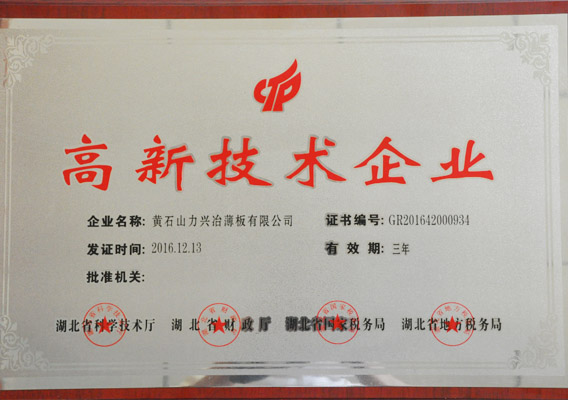 高新技术企业
企业名称: 黄石山力兴冶薄板有限公司 证书编号: GR201642000934
发证时间: 2016.12.13 有效期: 三年
批准机关:
湖北省科学技术厅 湖北省财政厅 湖北省国家税务局 湖北省地方税务局